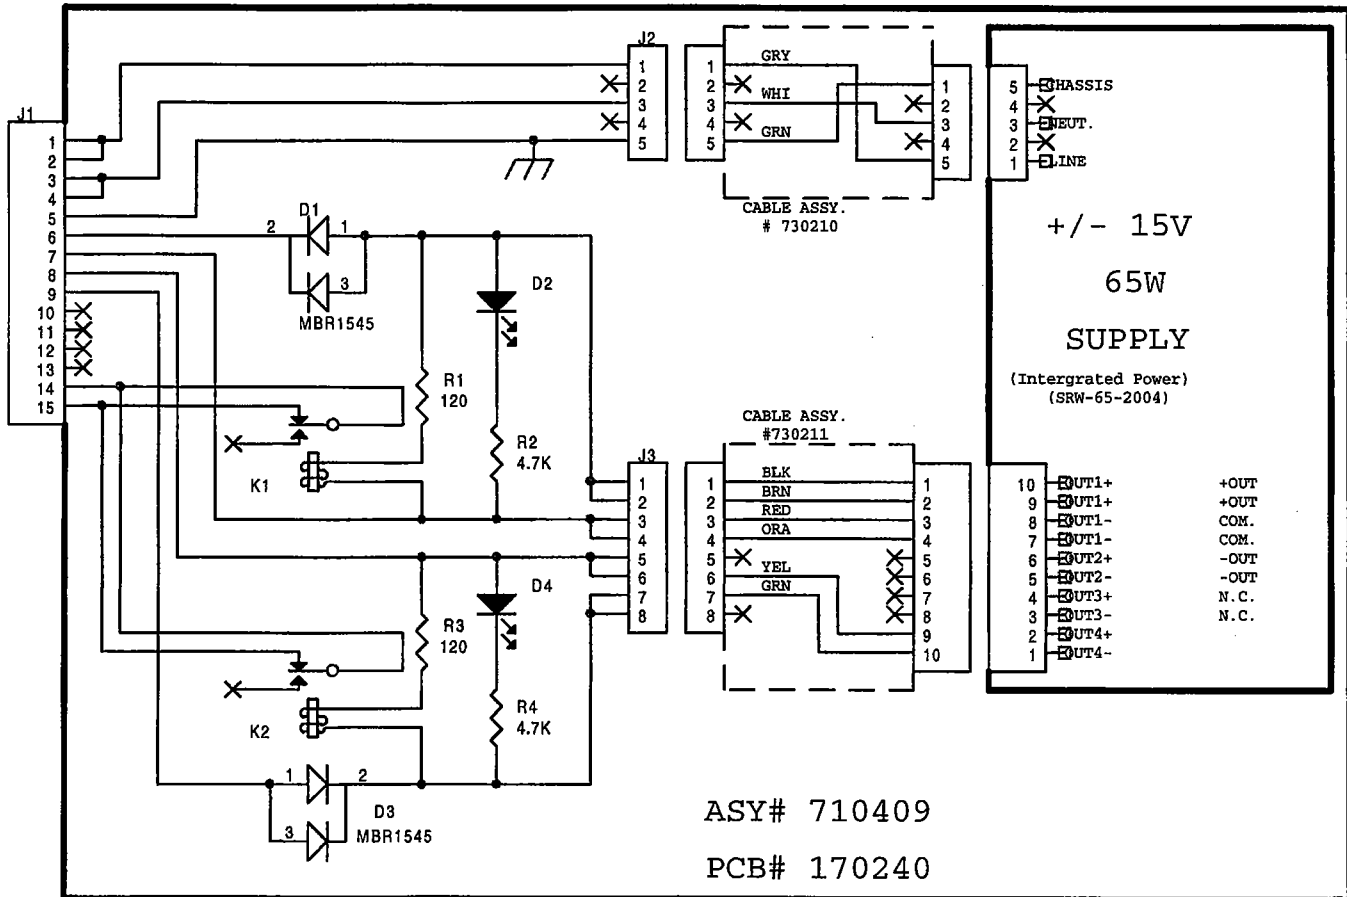 J1
1
2
3
4
5
6
7
8
9
10
11
12
13
14
15
J2
1
2
3
4
5
1
2
3
4
5
GRY
WHI
GRN
1
2
3
4
5
CABLE ASSY.
# 730210
5 CHASSIS
4
3 NEUT.
2
1 LINE
+/- 15V
65W
SUPPLY
(Intergrated Power)
(SRW-65-2004)
D1
2 1
3
MBR1545
D2
R1
120
R2
4.7K
K1
J3
1
2
3
4
5
6
7
8
CABLE ASSY.
#730211
1
2
3
4
5
6
7
8
BLK
BRN
RED
ORA
YEL
GRN
1
2
3
4
5
6
7
8
9
10
10 OUT1+ +OUT
9 OUT1+ +OUT
8 OUT1- COM.
7 OUT1- COM.
6 OUT2+ -OUT
5 OUT2- -OUT
4 OUT3+ N.C.
3 OUT3- N.C.
2 OUT4+
1 OUT4-
D4
R3
120
R4
4.7K
K2
1 2
3
D3
MBR1545
ASY# 710409
PCB# 170240